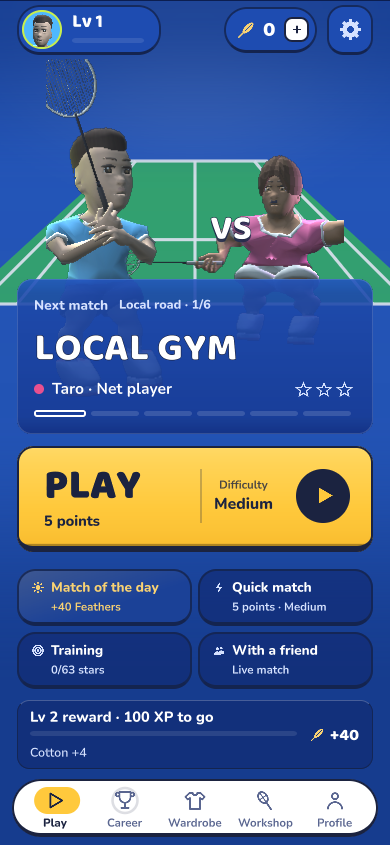 Lv 1
0
+
VS
Next match Local road · 1/6
LOCAL GYM
Taro · Net player
PLAY
5 points
Difficulty
Medium
Match of the day
+40 Feathers
Quick match
5 points · Medium
Training
0/63 stars
With a friend
Live match
Lv 2 reward · 100 XP to go
+40
Cotton +4
Play
Career
Wardrobe
Workshop
Profile